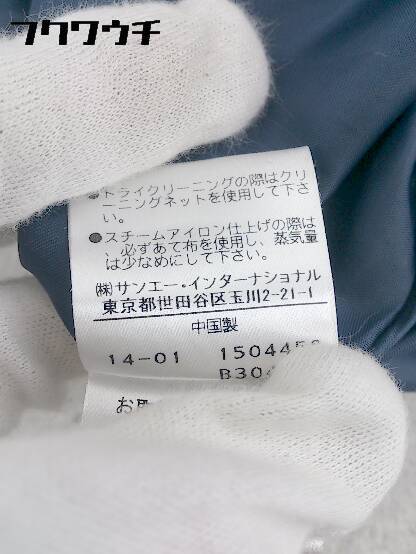 フクワウチ
●ドライクリーニングの際はクリ
ーニングネットを使用して下さ
い。
●スチームアイロン仕上げの際は
、必ずあて布を使用し、蒸気量
は少なめにして下さい。
㈱サンエー・インターナショナル
東京都世田谷区玉川2-21-1
中国製
14-01 150445
B30
お